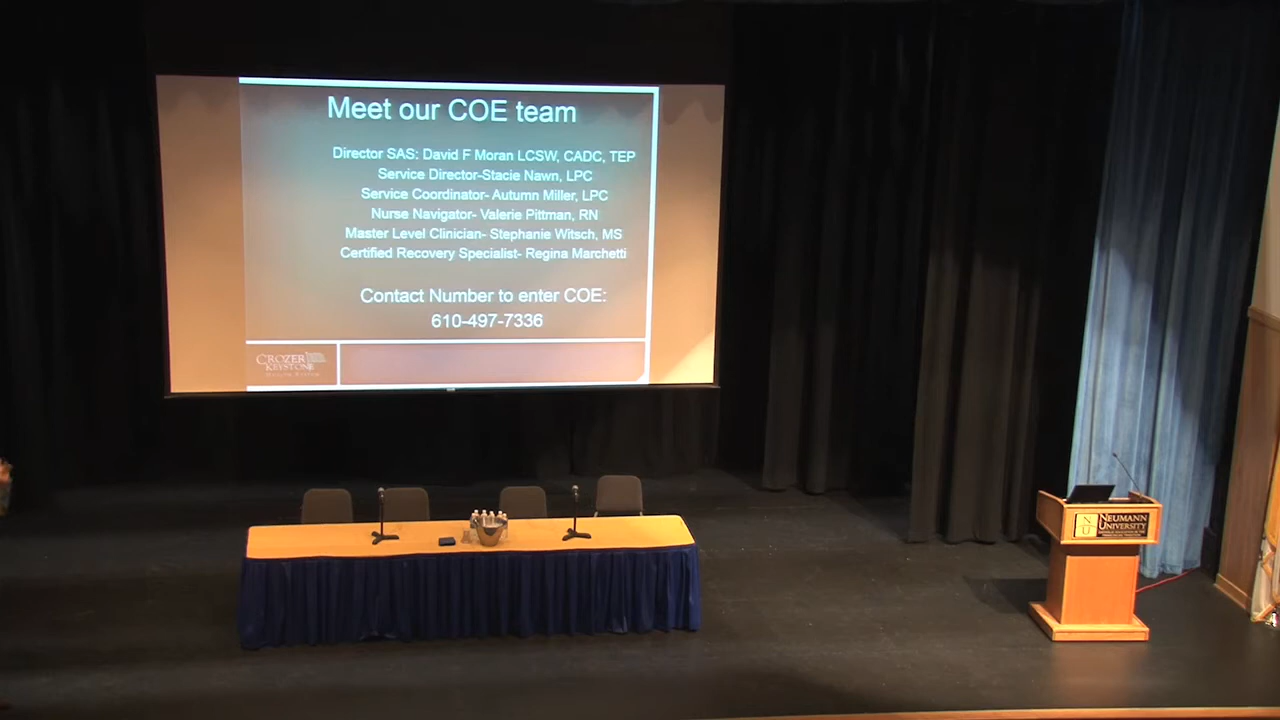 Meet our COE team
Director SAS: David F Moran LCSW, CADC, TEP
Service Director-Stacie Nawn, LPC
Service Coordinator- Autumn Miller, LPC
Nurse Navigator- Valerie Pittman, RN
Master Level Clinician- Stephanie Witsch, MS
Certified Recovery Specialist- Regina Marchetti
Contact Number to enter COE:
610-497-7336
CROZER
KEYSTONE
HEALTH SYSTEM
N
U
NEUMANN
UNIVERSITY